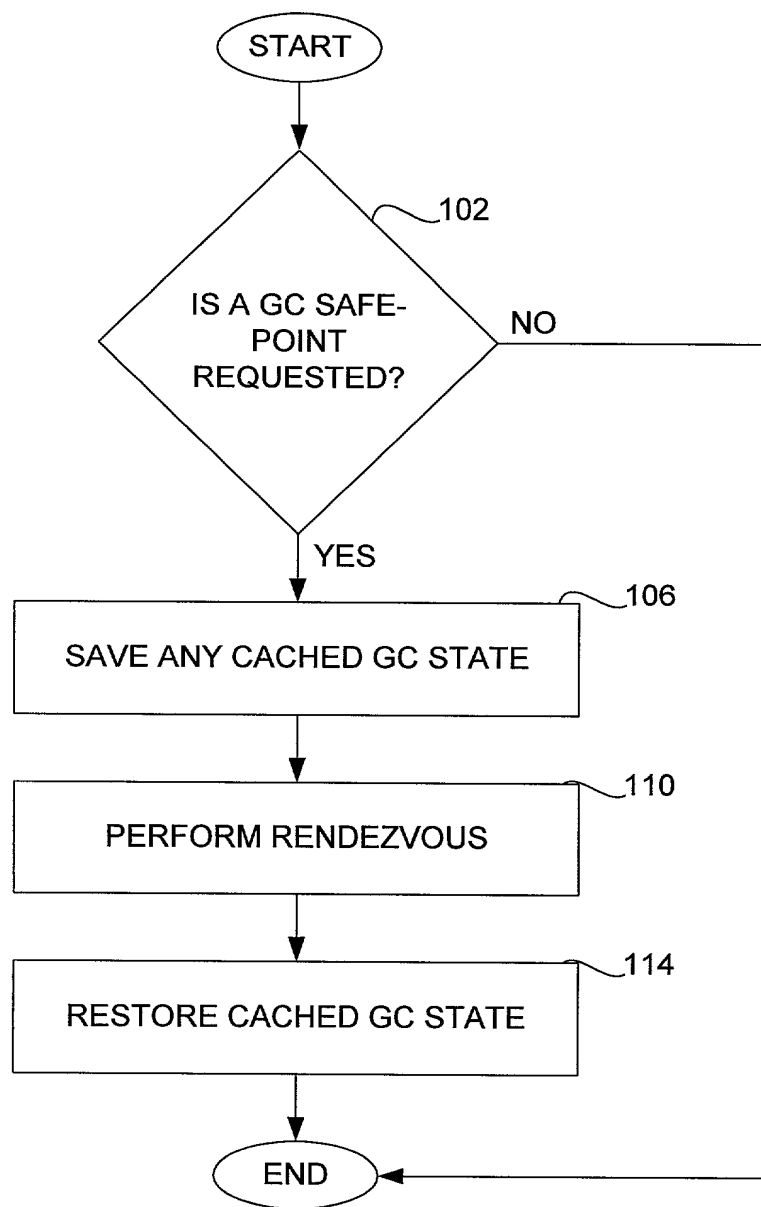 START
102
IS A GC SAFE-
POINT
REQUESTED?
NO
YES
106
SAVE ANY CACHED GC STATE
110
PERFORM RENDEZVOUS
114
RESTORE CACHED GC STATE
END